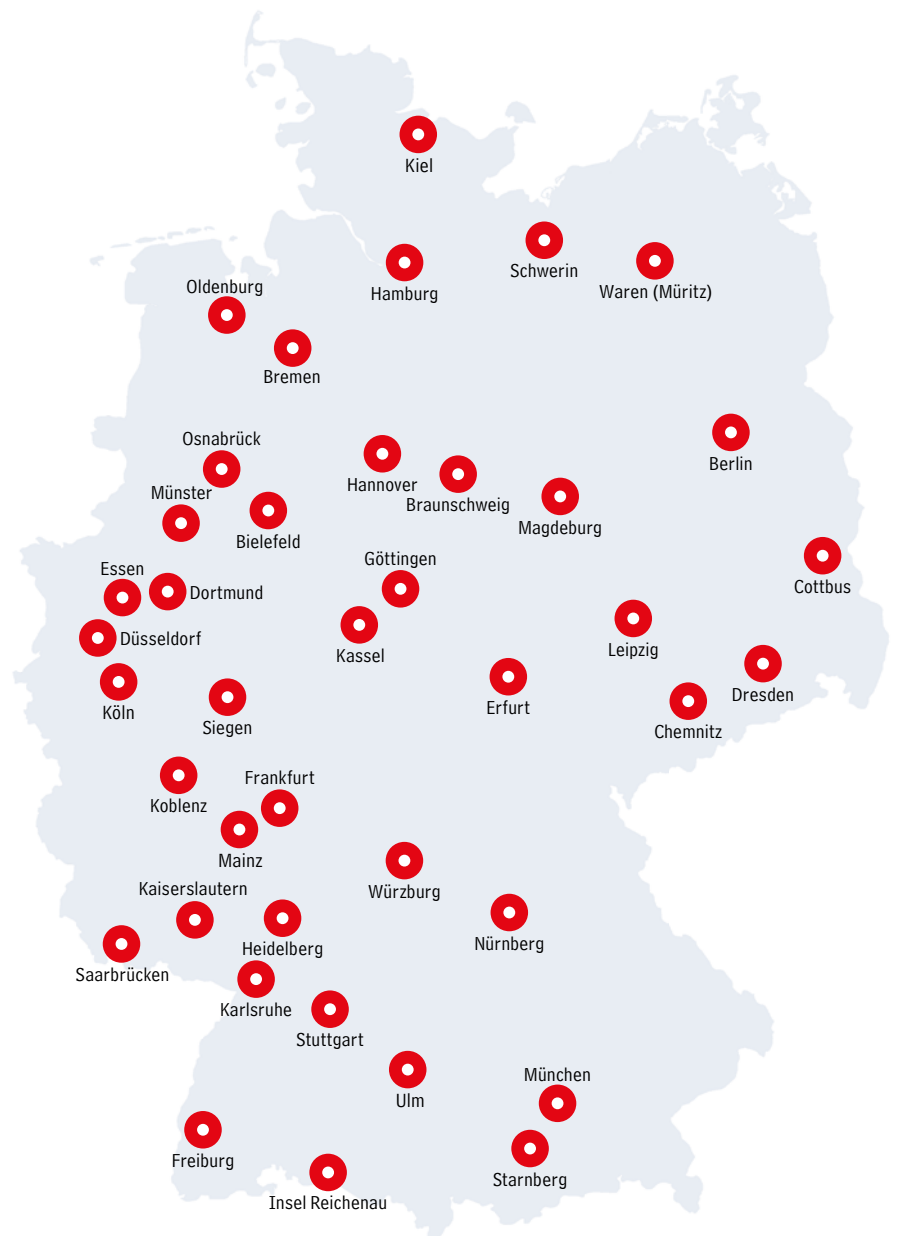 Kiel
Schwerin
Hamburg
Waren (Müritz)
Oldenburg
Bremen
Osnabrück
Berlin
Hannover
Münster
Braunschweig
Magdeburg
Bielefeld
Göttingen
Essen
Cottbus
Dortmund
Düsseldorf
Leipzig
Kassel
Dresden
Erfurt
Köln
Siegen
Chemnitz
Frankfurt
Koblenz
Mainz
Kaiserslautern
Würzburg
Nürnberg
Heidelberg
Saarbrücken
Karlsruhe
Stuttgart
München
Ulm
Freiburg
Starnberg
Insel Reichenau